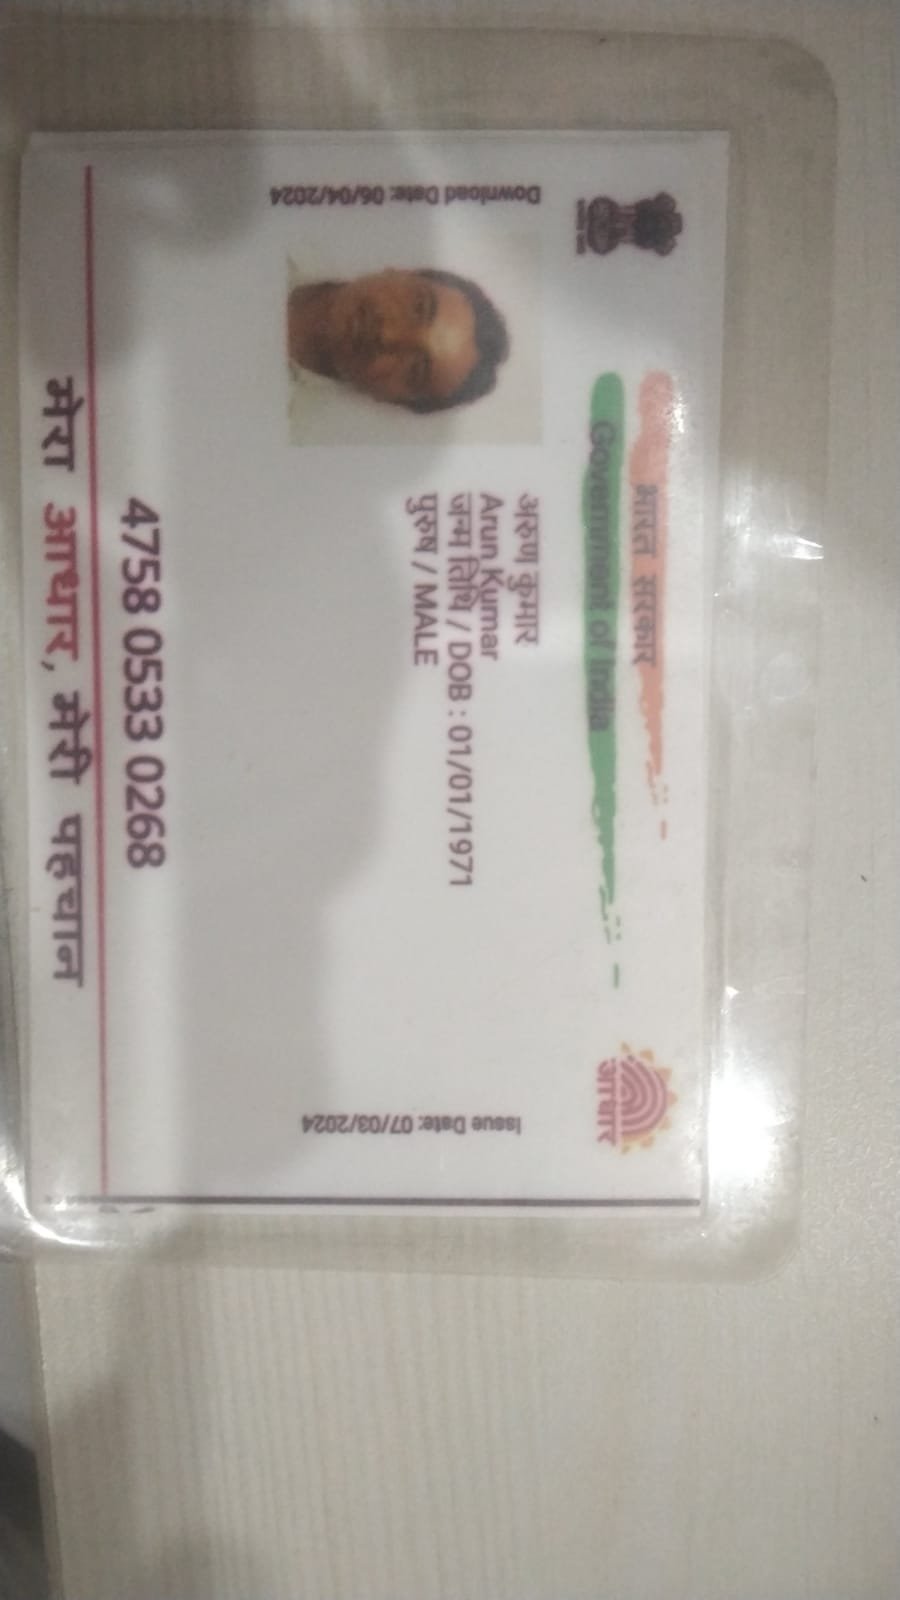 भारत सरकार
Government of India
Download Date: 06/04/2024
अरुण कुमार
Arun Kumar
जन्म तिथि / DOB : 01/01/1971
पुरुष / MALE
Issue Date: 07/03/2024
आधार
4758 0533 0268
मेरा आधार, मेरी पहचान